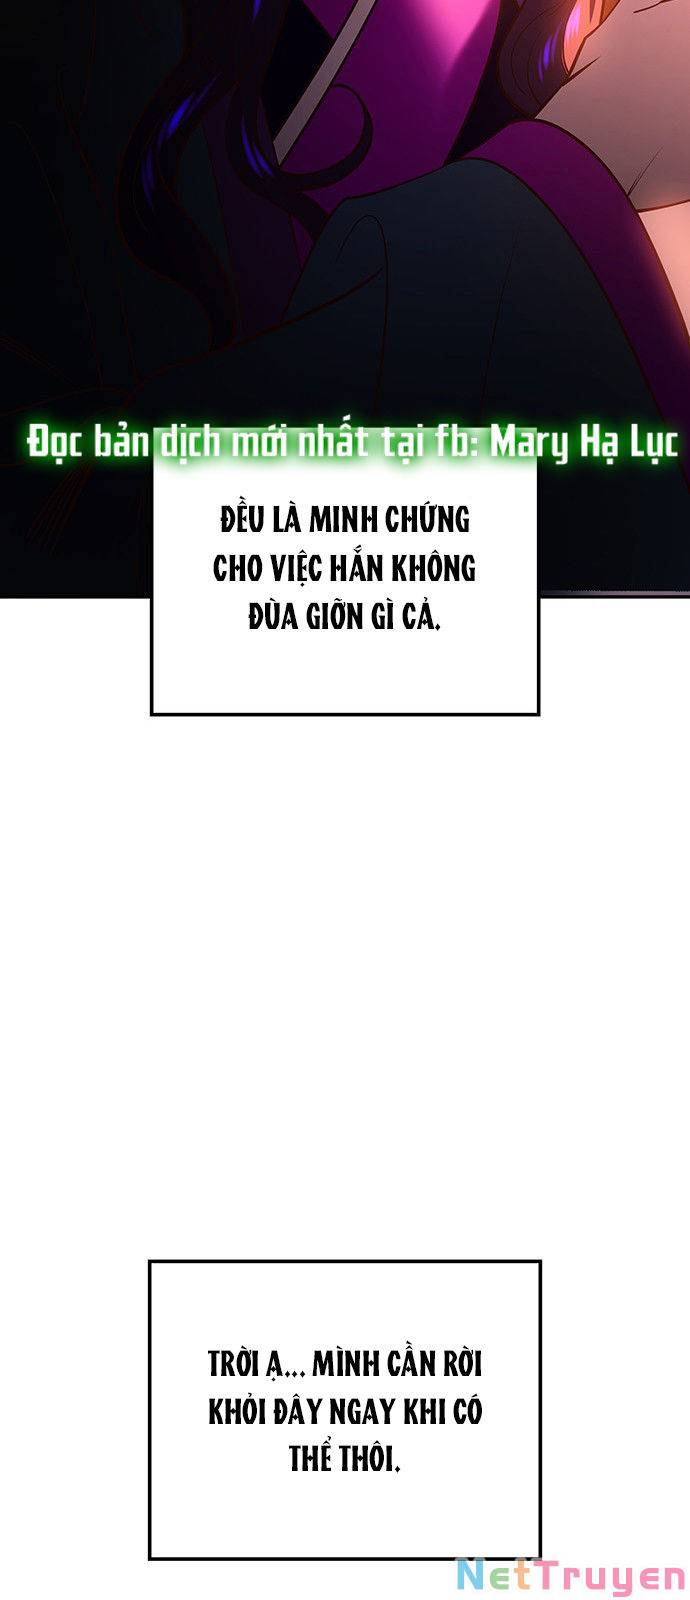 Đọc bản dịch mới nhất tại fb: Mary Hạ Lục
ĐỀU LÀ MINH CHỨNG
CHO VIỆC HẮN KHÔNG
ĐÙA GIỠN GÌ CẢ.
TRỜI Ạ... MÌNH CẦN RỜI
KHỎI ĐÂY NGAY KHI CÓ
THỂ THÔI.
NetTruyen